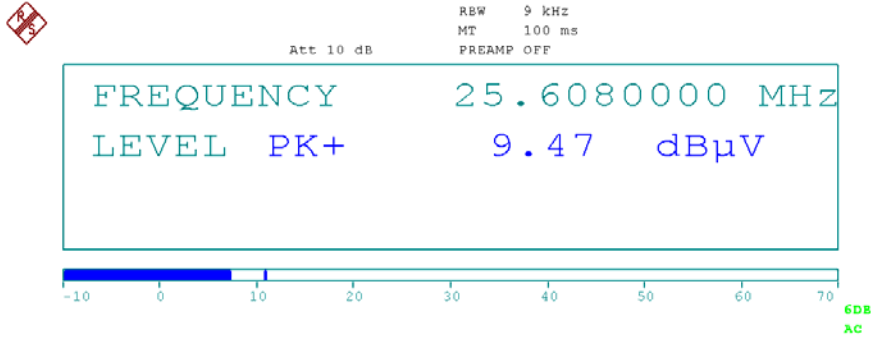 R S
RBW 9 kHz
MT 100 ms
Att 10 dB PREAMP OFF
FREQUENCY 25.6080000 MHz
LEVEL PK+ 9.47 dBµV
-10 0 10 20 30 40 50 60 70
6DB
AC